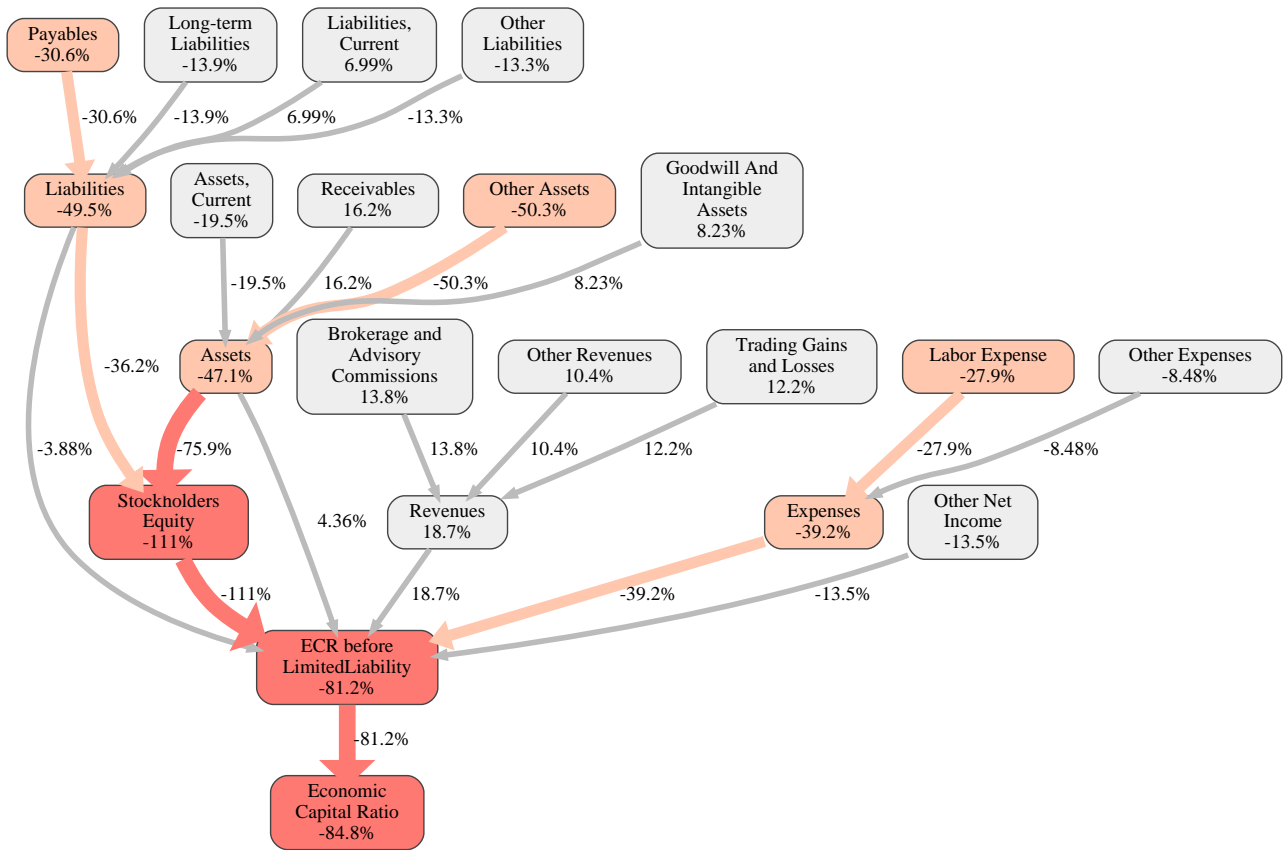 Payables
-30.6%
Long-term
Liabilities
-13.9%
Liabilities,
Current
6.99%
Other
Liabilities
-13.3%
-30.6%
-13.9%
6.99%
-13.3%
Liabilities
-49.5%
Assets,
Current
-19.5%
Receivables
16.2%
Other Assets
-50.3%
Goodwill And
Intangible
Assets
8.23%
-19.5%
16.2%
-50.3%
8.23%
-36.2%
Assets
-47.1%
Brokerage and
Advisory
Commissions
13.8%
Other Revenues
10.4%
Trading Gains
and Losses
12.2%
Labor Expense
-27.9%
Other Expenses
-8.48%
-3.88%
-75.9%
13.8%
10.4%
12.2%
-27.9%
-8.48%
Stockholders
Equity
-111%
4.36%
Revenues
18.7%
Expenses
-39.2%
Other Net
Income
-13.5%
-111%
18.7%
-39.2%
-13.5%
ECR before
LimitedLiability
-81.2%
-81.2%
Economic
Capital Ratio
-84.8%